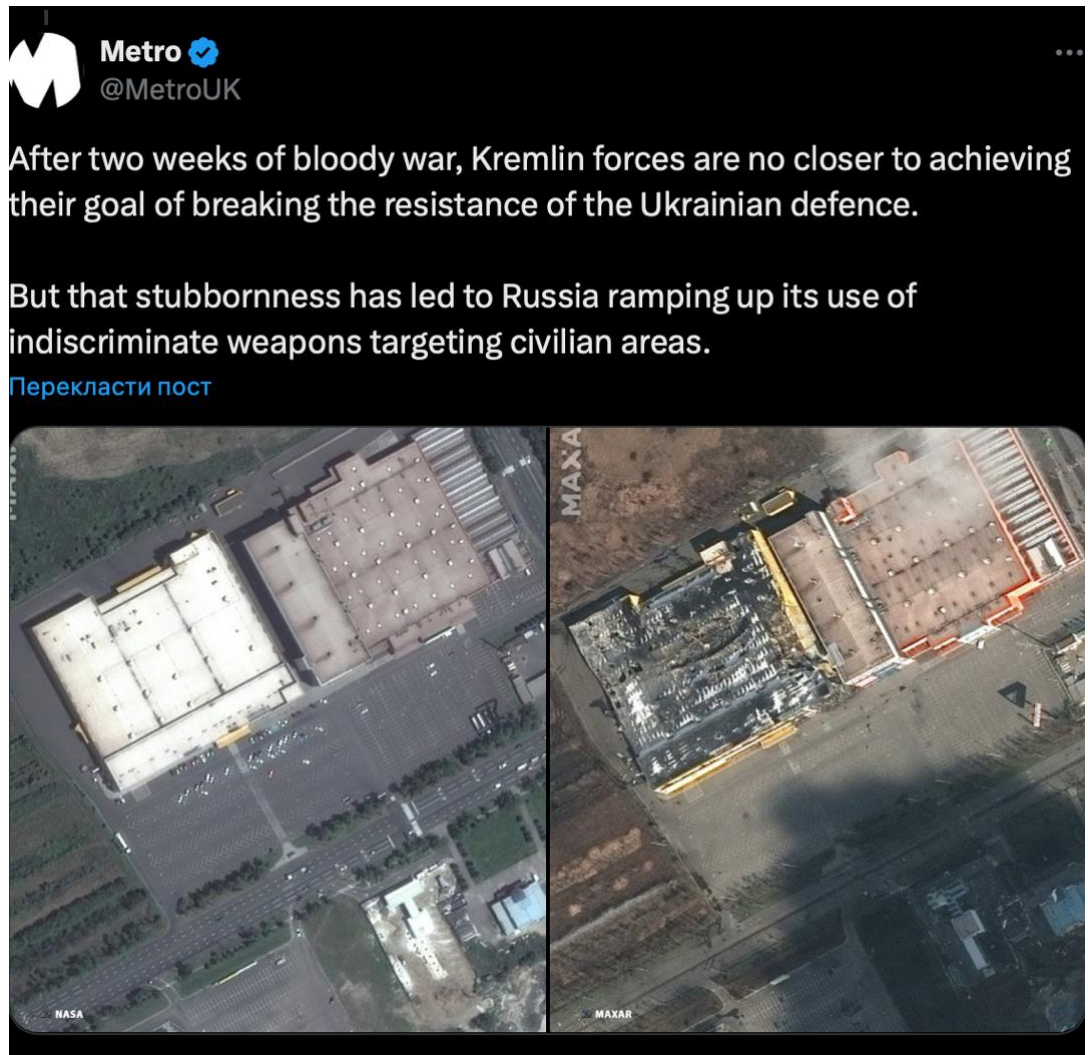 Metro
@MetroUK
After two weeks of bloody war, Kremlin forces are no closer to achieving
their goal of breaking the resistance of the Ukrainian defence.
But that stubbornness has led to Russia ramping up its use of
indiscriminate weapons targeting civilian areas.
Перекласти пост
MAXA
NASA
MAXAR